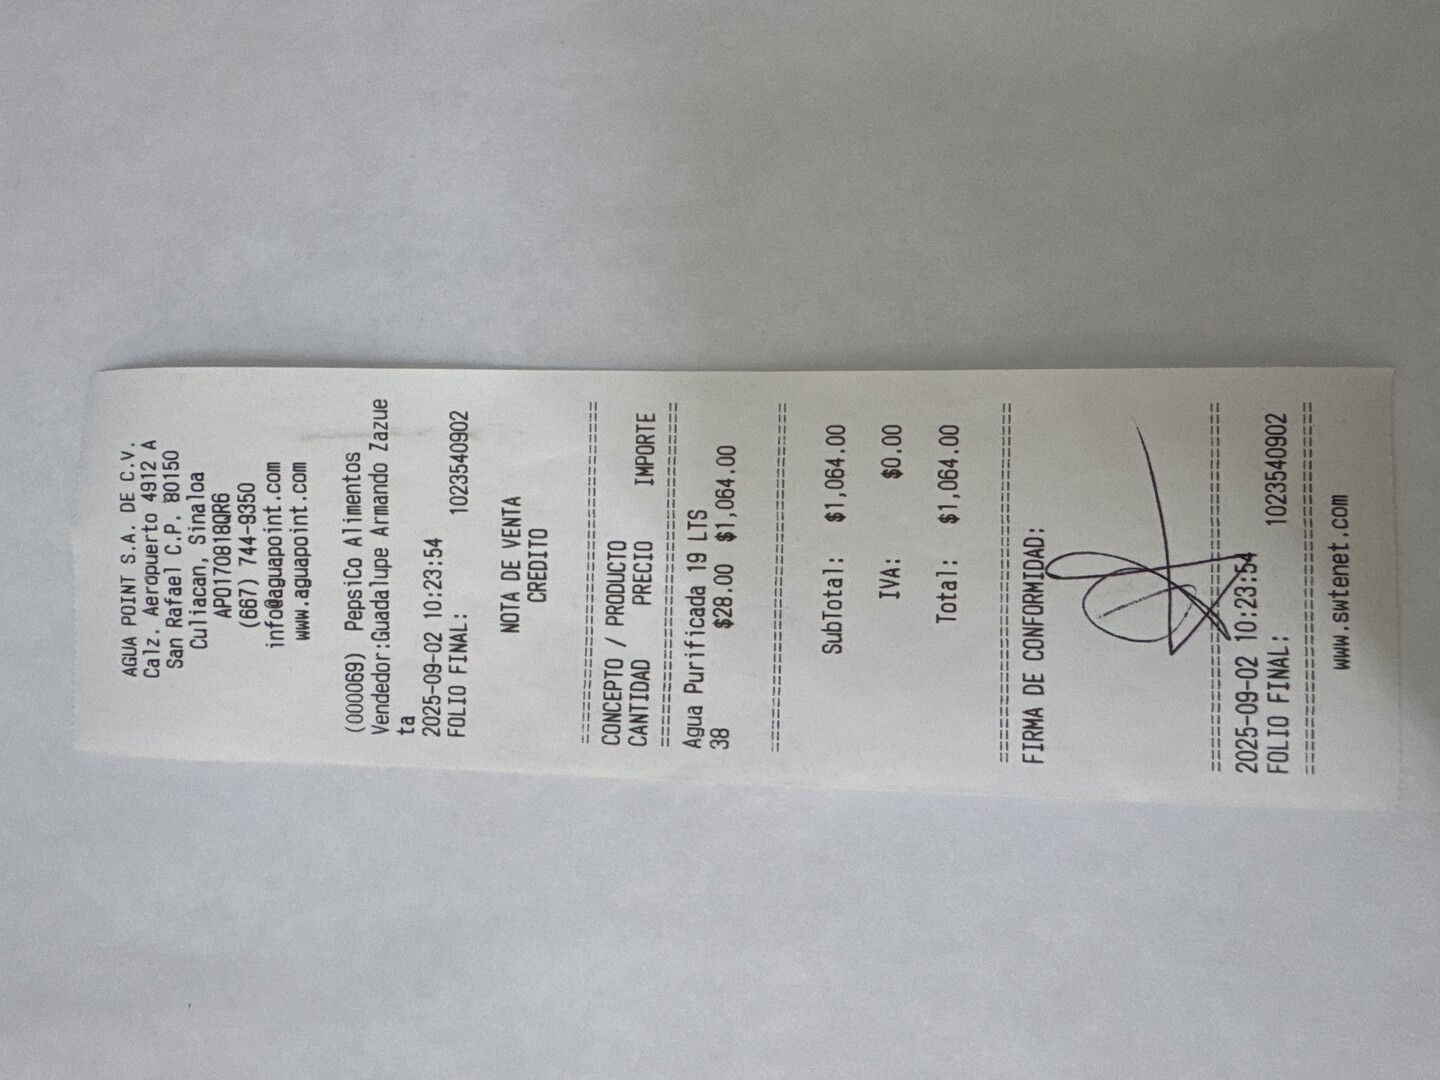 AGUA POINT S.A. DE C.V.
Calz. Aeropuerto 4912 A
San Rafael C.P. 80150
Culiacan, Sinaloa
APO170818QR6
(667) 744-9350
info@aguapoint.com
www.aguapoint.com
(000069) PepsiCo Alimentos
Vendedor:Guadalupe Armando Zazue
ta
2025-09-02 10:23:54
FOLIO FINAL: 1023540902
NOTA DE VENTA
CREDITO
================================
CONCEPTO / PRODUCTO
CANTIDAD PRECIO IMPORTE
================================
Agua Purificada 19 LTS
38 $28.00 $1,064.00
================================
SubTotal: $1,064.00
IVA: $0.00
Total: $1,064.00
================================
FIRMA DE CONFORMIDAD:
================================
2025-09-02 10:23:54
FOLIO FINAL: 1023540902
================================
www.swtenet.com